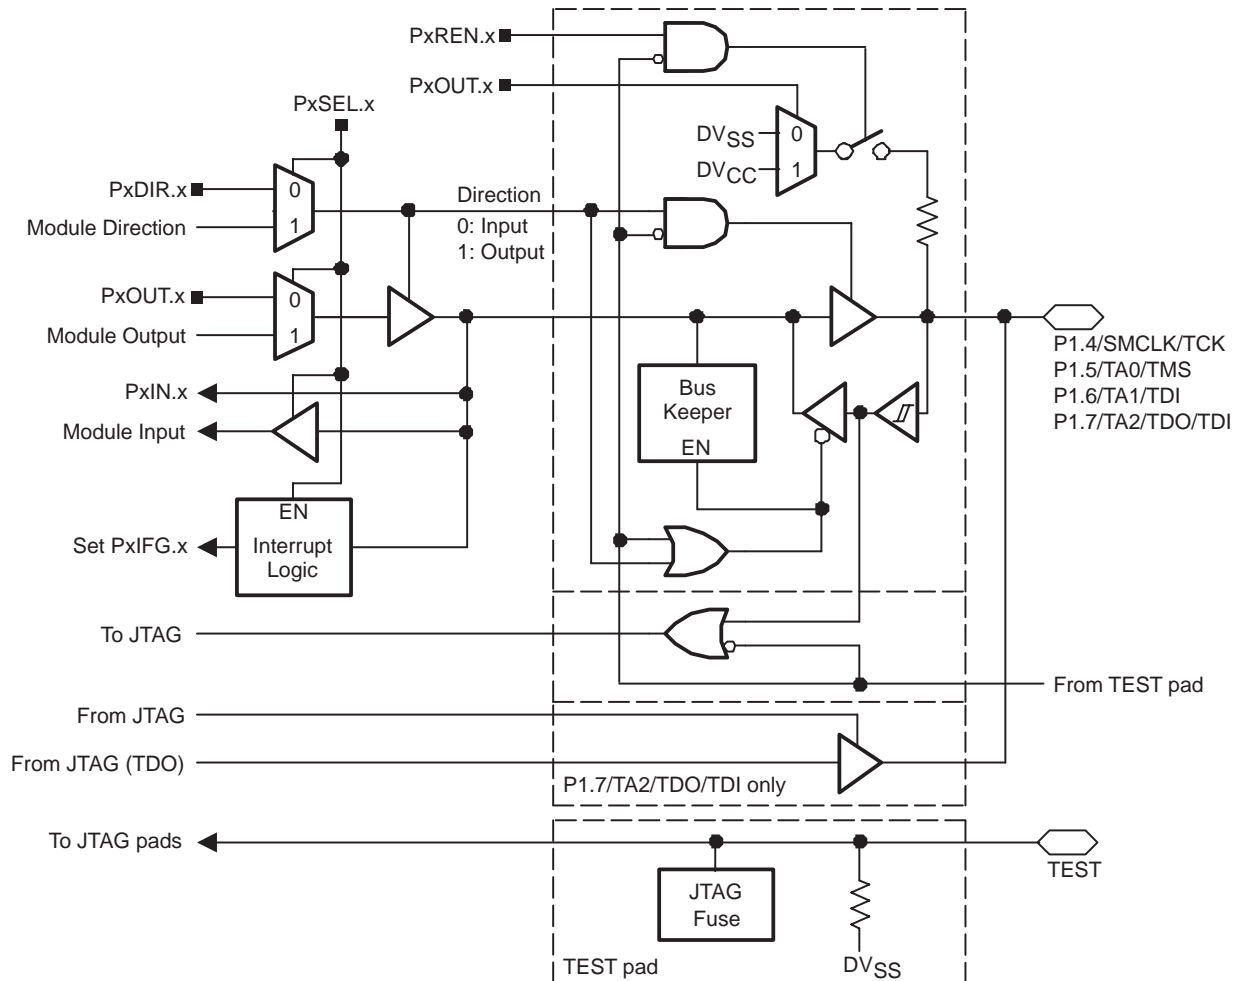 PxREN.x
PxOUT.x
PxSEL.x
DVSS
0
DVCC
1
PxDIR.x
0
Module Direction
1
Direction
0: Input
1: Output
PxOUT.x
0
Module Output
1
P1.4/SMCLK/TCK
P1.5/TA0/TMS
P1.6/TA1/TDI
P1.7/TA2/TDO/TDI
PxIN.x
Module Input
Bus
Keeper
EN
EN
Set PxIFG.x
Interrupt
Logic
To JTAG
From TEST pad
From JTAG
From JTAG (TDO)
P1.7/TA2/TDO/TDI only
To JTAG pads
TEST
JTAG
Fuse
TEST pad
DVSS